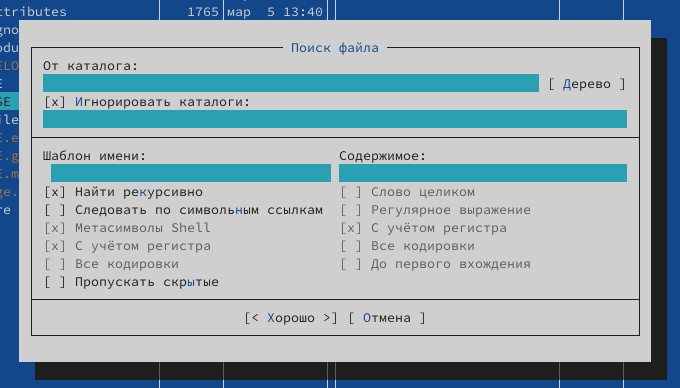 ttributes 1765 мар 5 13:40
Поиск файла
От каталога:
[ Дерево ]
[x] Игнорировать каталоги:
Шаблон имени: Содержимое:
[x] Найти рекурсивно [ ] Слово целиком
[ ] Следовать по символьным ссылкам [ ] Регулярное выражение
[x] Метасимволы Shell [x] С учётом регистра
[x] С учётом регистра [ ] Все кодировки
[ ] Все кодировки [ ] До первого вхождения
[ ] Пропускать скрытые
[< Хорошо >] [ Отмена ]